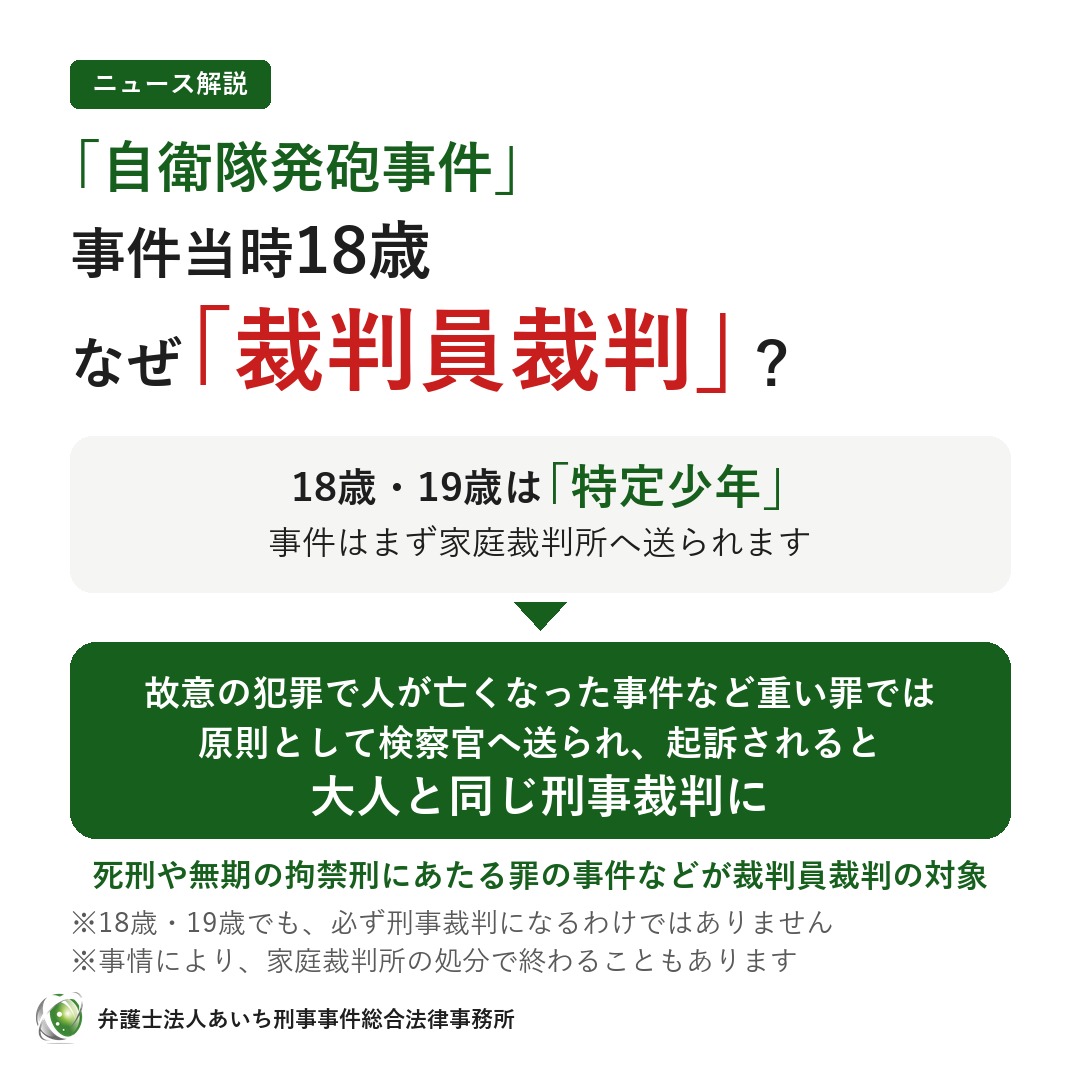 ニュース解説
「自衛隊発砲事件」
事件当時18歳
なぜ「裁判員裁判」?
18歳・19歳は「特定少年」
事件はまず家庭裁判所へ送られます
故意の犯罪で人が亡くなった事件など重い罪では
原則として検察官へ送られ、起訴されると
大人と同じ刑事裁判に
死刑や無期の拘禁刑にあたる罪の事件などが裁判員裁判の対象
※18歳・19歳でも、必ず刑事裁判になるわけではありません
※事情により、家庭裁判所の処分で終わることもあります
弁護士法人あいち刑事事件総合法律事務所